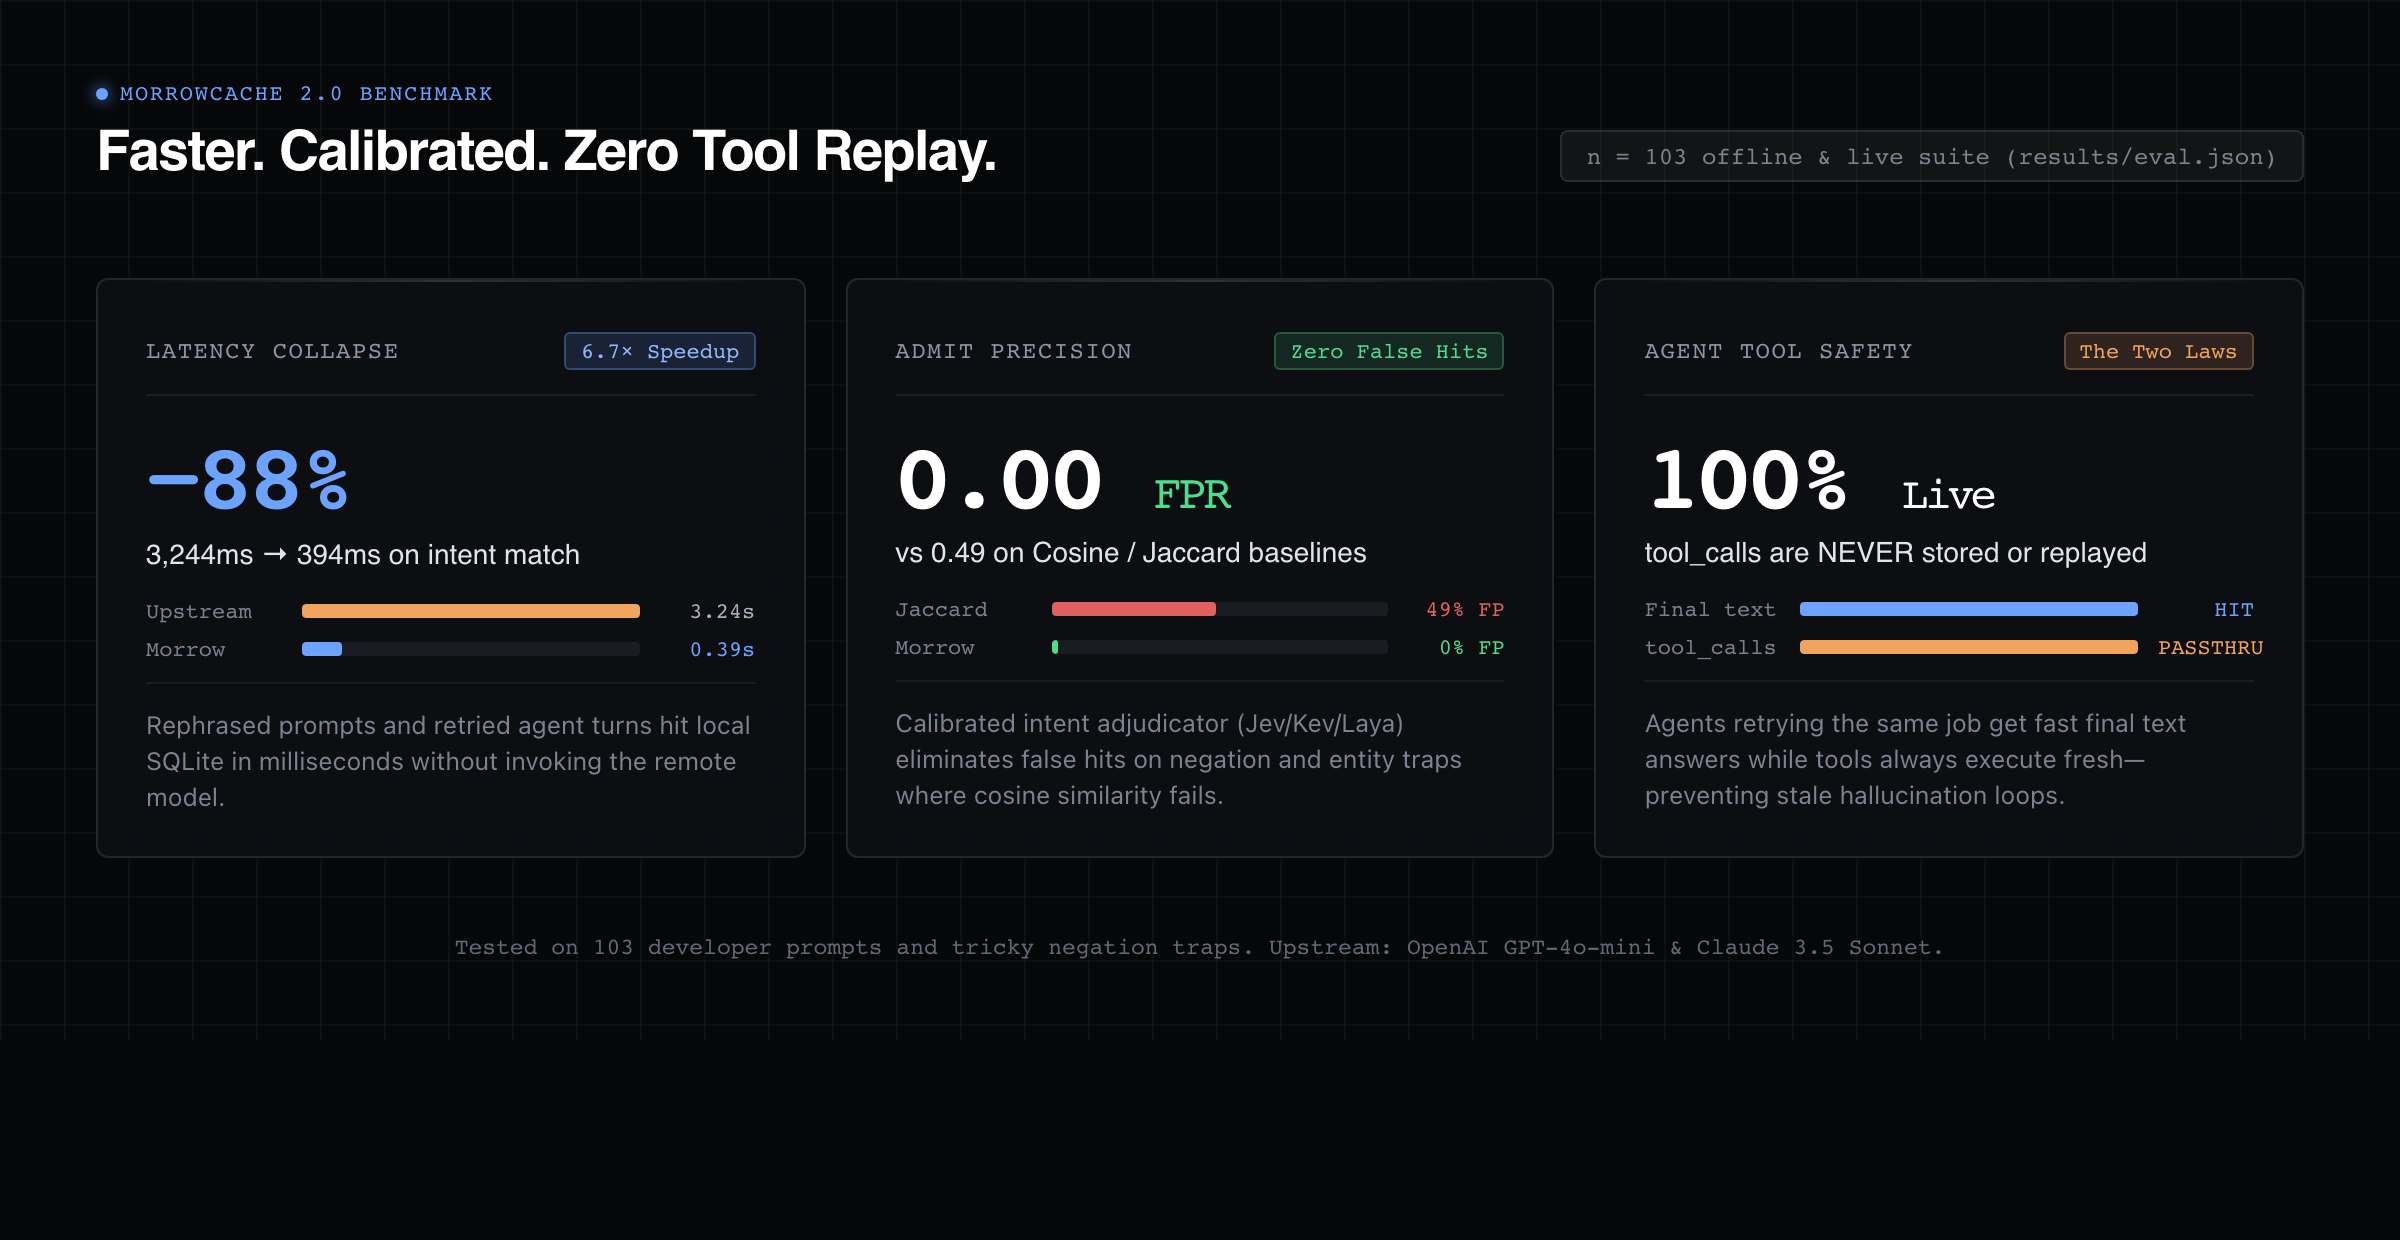 MORROWCACHE 2.0 BENCHMARK
Faster. Calibrated. Zero Tool Replay.
n = 103 offline & live suite (results/eval.json)
LATENCY COLLAPSE
6.7× Speedup
−88%
3,244ms → 394ms on intent match
Upstream 3.24s
Morrow 0.39s
Rephrased prompts and retried agent turns hit local
SQLite in milliseconds without invoking the remote
model.
ADMIT PRECISION
Zero False Hits
0.00 FPR
vs 0.49 on Cosine / Jaccard baselines
Jaccard 49% FP
Morrow 0% FP
Calibrated intent adjudicator (Jev/Kev/Laya)
eliminates false hits on negation and entity traps
where cosine similarity fails.
AGENT TOOL SAFETY
The Two Laws
100% Live
tool_calls are NEVER stored or replayed
Final text HIT
tool_calls PASSTHRU
Agents retrying the same job get fast final text
answers while tools always execute fresh—
preventing stale hallucination loops.
Tested on 103 developer prompts and tricky negation traps. Upstream: OpenAI GPT-4o-mini & Claude 3.5 Sonnet.